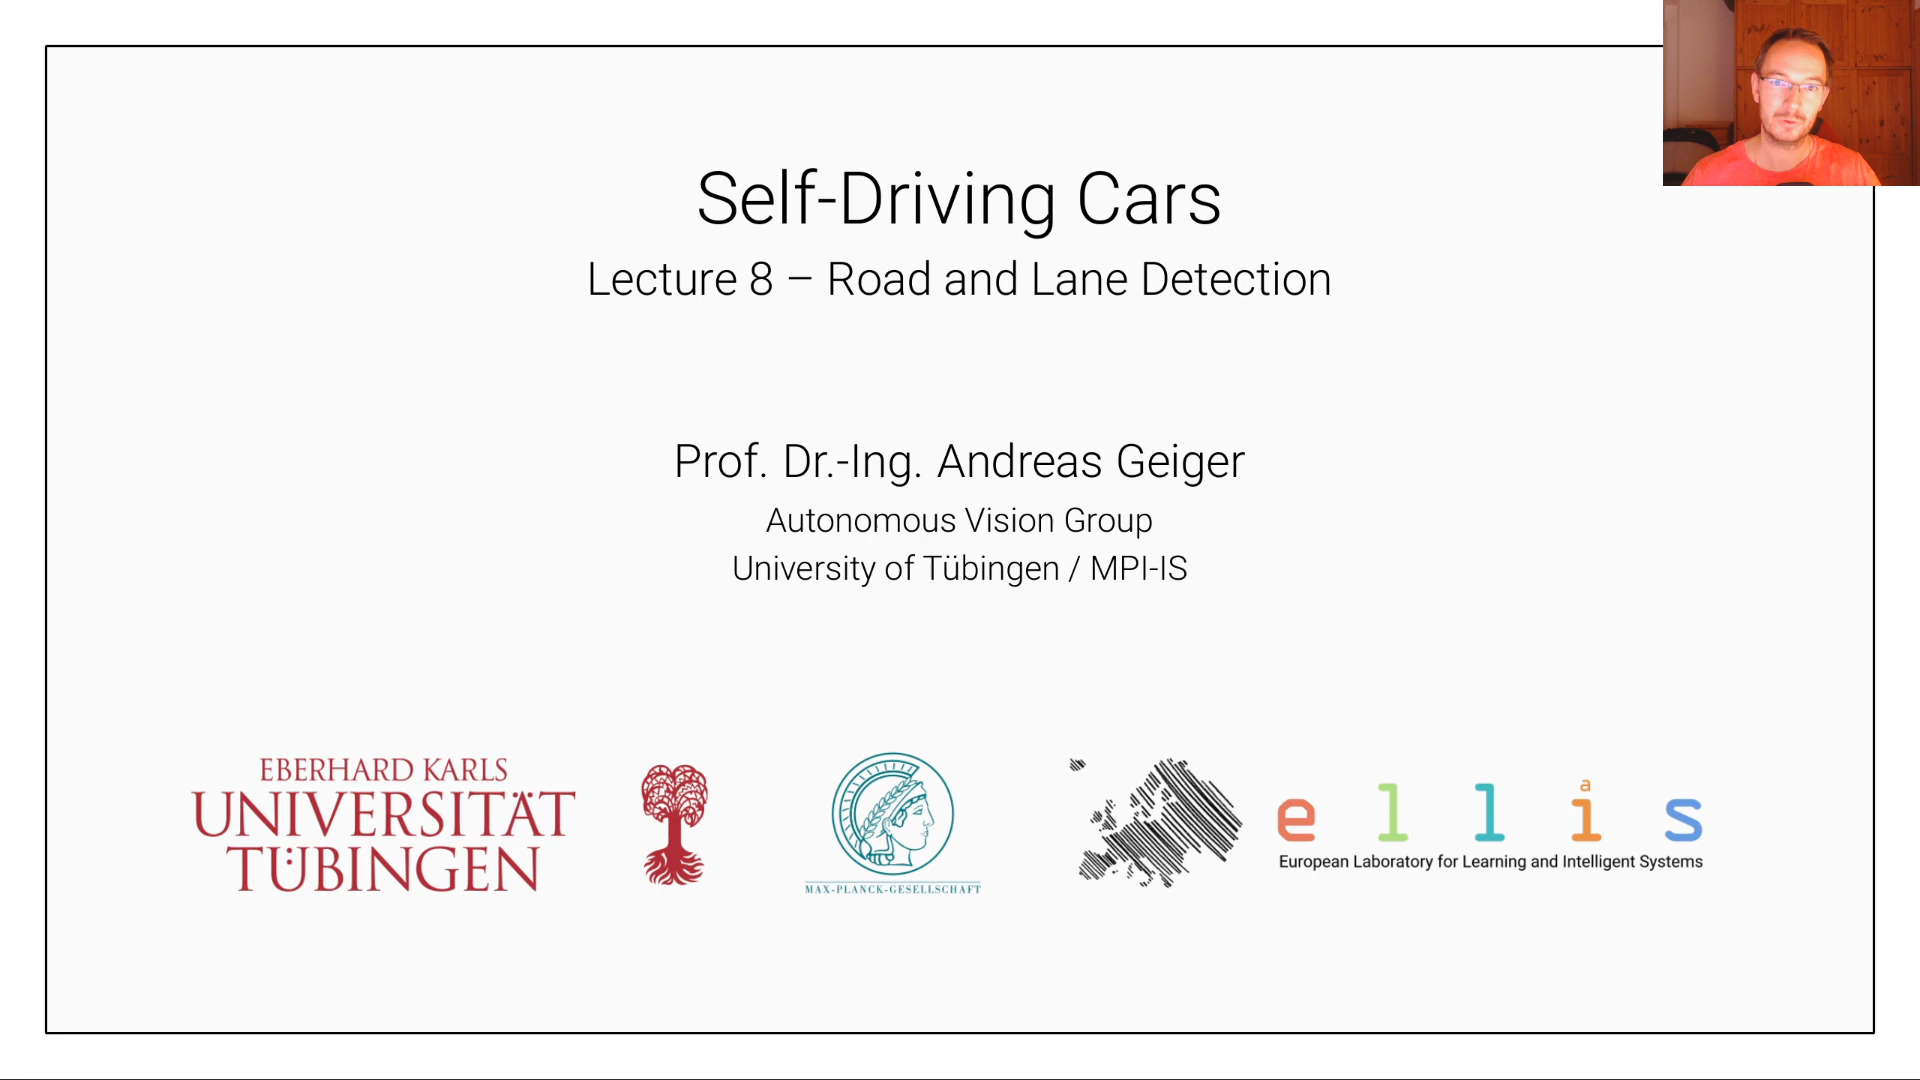 Self-Driving Cars
Lecture 8 – Road and Lane Detection
Prof. Dr.-Ing. Andreas Geiger
Autonomous Vision Group
University of Tübingen / MPI-IS
EBERHARD KARLS
UNIVERSITÄT
TÜBINGEN
MAX-PLANCK-GESELLSCHAFT
ellis
European Laboratory for Learning and Intelligent Systems